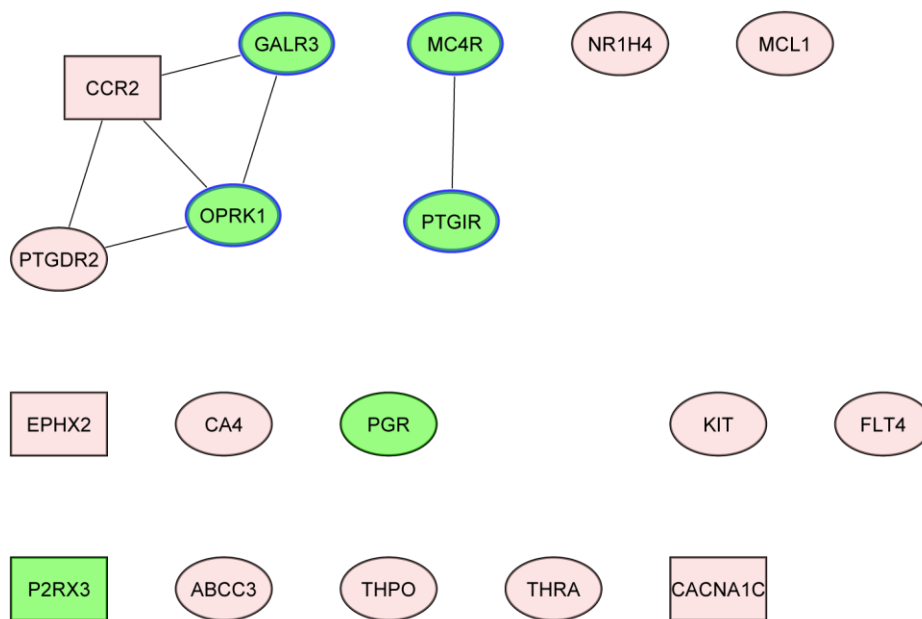 GALR3
MC4R
NR1H4
MCL1
CCR2
OPRK1
PTGIR
PTGDR2
EPHX2
CA4
PGR
KIT
FLT4
P2RX3
ABCC3
THPO
THRA
CACNA1C